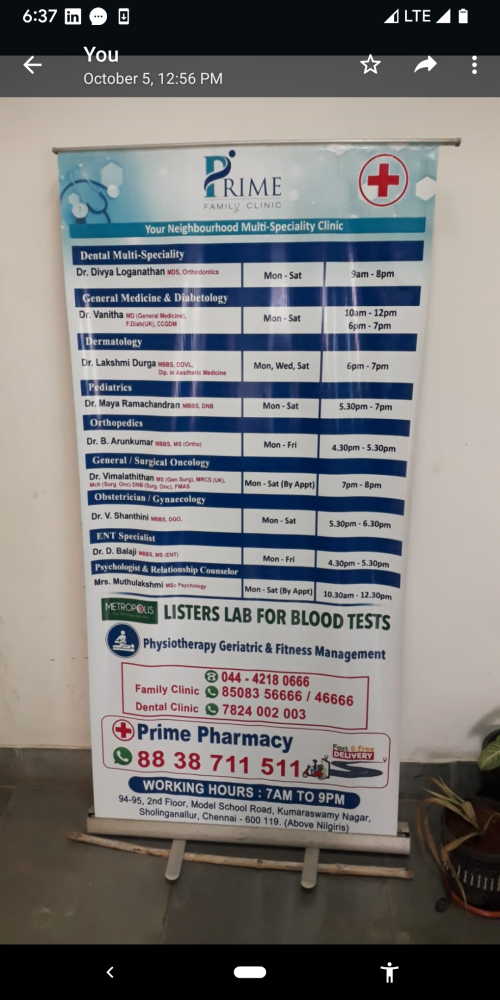 6:37
LTE
You
October 5, 12:56 PM
PRIME
FAMILY CLINIC
Your Neighbourhood Multi-Speciality Clinic
Dental Multi-Speciality
Dr. Divya Loganathan MDS, Orthodontics Mon - Sat 9am - 8pm
General Medicine & Diabetology
Dr. Vanitha MD (General Medicine), Mon - Sat 10am - 12pm
F.Diab(UK), CCGDM 6pm - 7pm
Dermatology
Dr. Lakshmi Durga MBBS, DDVL, Mon, Wed, Sat 6pm - 7pm
Dip. in Aesthetic Medicine
Pediatrics
Dr. Maya Ramachandran MBBS, DNB Mon - Sat 5.30pm - 7pm
Orthopedics
Dr. B. Arunkumar MBBS, MS (Ortho) Mon - Fri 4.30pm - 5.30pm
General / Surgical Oncology
Dr. Vimalathithan MS (Gen Surg), MRCS (UK), Mon - Sat (By Appt) 7pm - 8pm
Mch (Surg. Onc) DNB (Surg. Onc), FMAS
Obstetrician / Gynaecology
Dr. V. Shanthini MBBS, DGO, Mon - Sat 5.30pm - 6.30pm
ENT Specialist
Dr. D. Balaji MBBS, MS (ENT) Mon - Fri 4.30pm - 5.30pm
Psychologist & Relationship Counselor
Mrs. Muthulakshmi MSc Psychology Mon - Sat (By Appt) 10.30am - 12.30pm
METROPOLIS LISTERS LAB FOR BLOOD TESTS
Physiotherapy Geriatric & Fitness Management
044 - 4218 0666
Family Clinic 85083 56666 / 46666
Dental Clinic 7824 002 003
Prime Pharmacy
Fast & Free
DELIVERY
88 38 711 511
WORKING HOURS : 7AM TO 9PM
94-95, 2nd Floor, Model School Road, Kumaraswamy Nagar,
Sholinganallur, Chennai - 600 119. (Above Nilgiris)